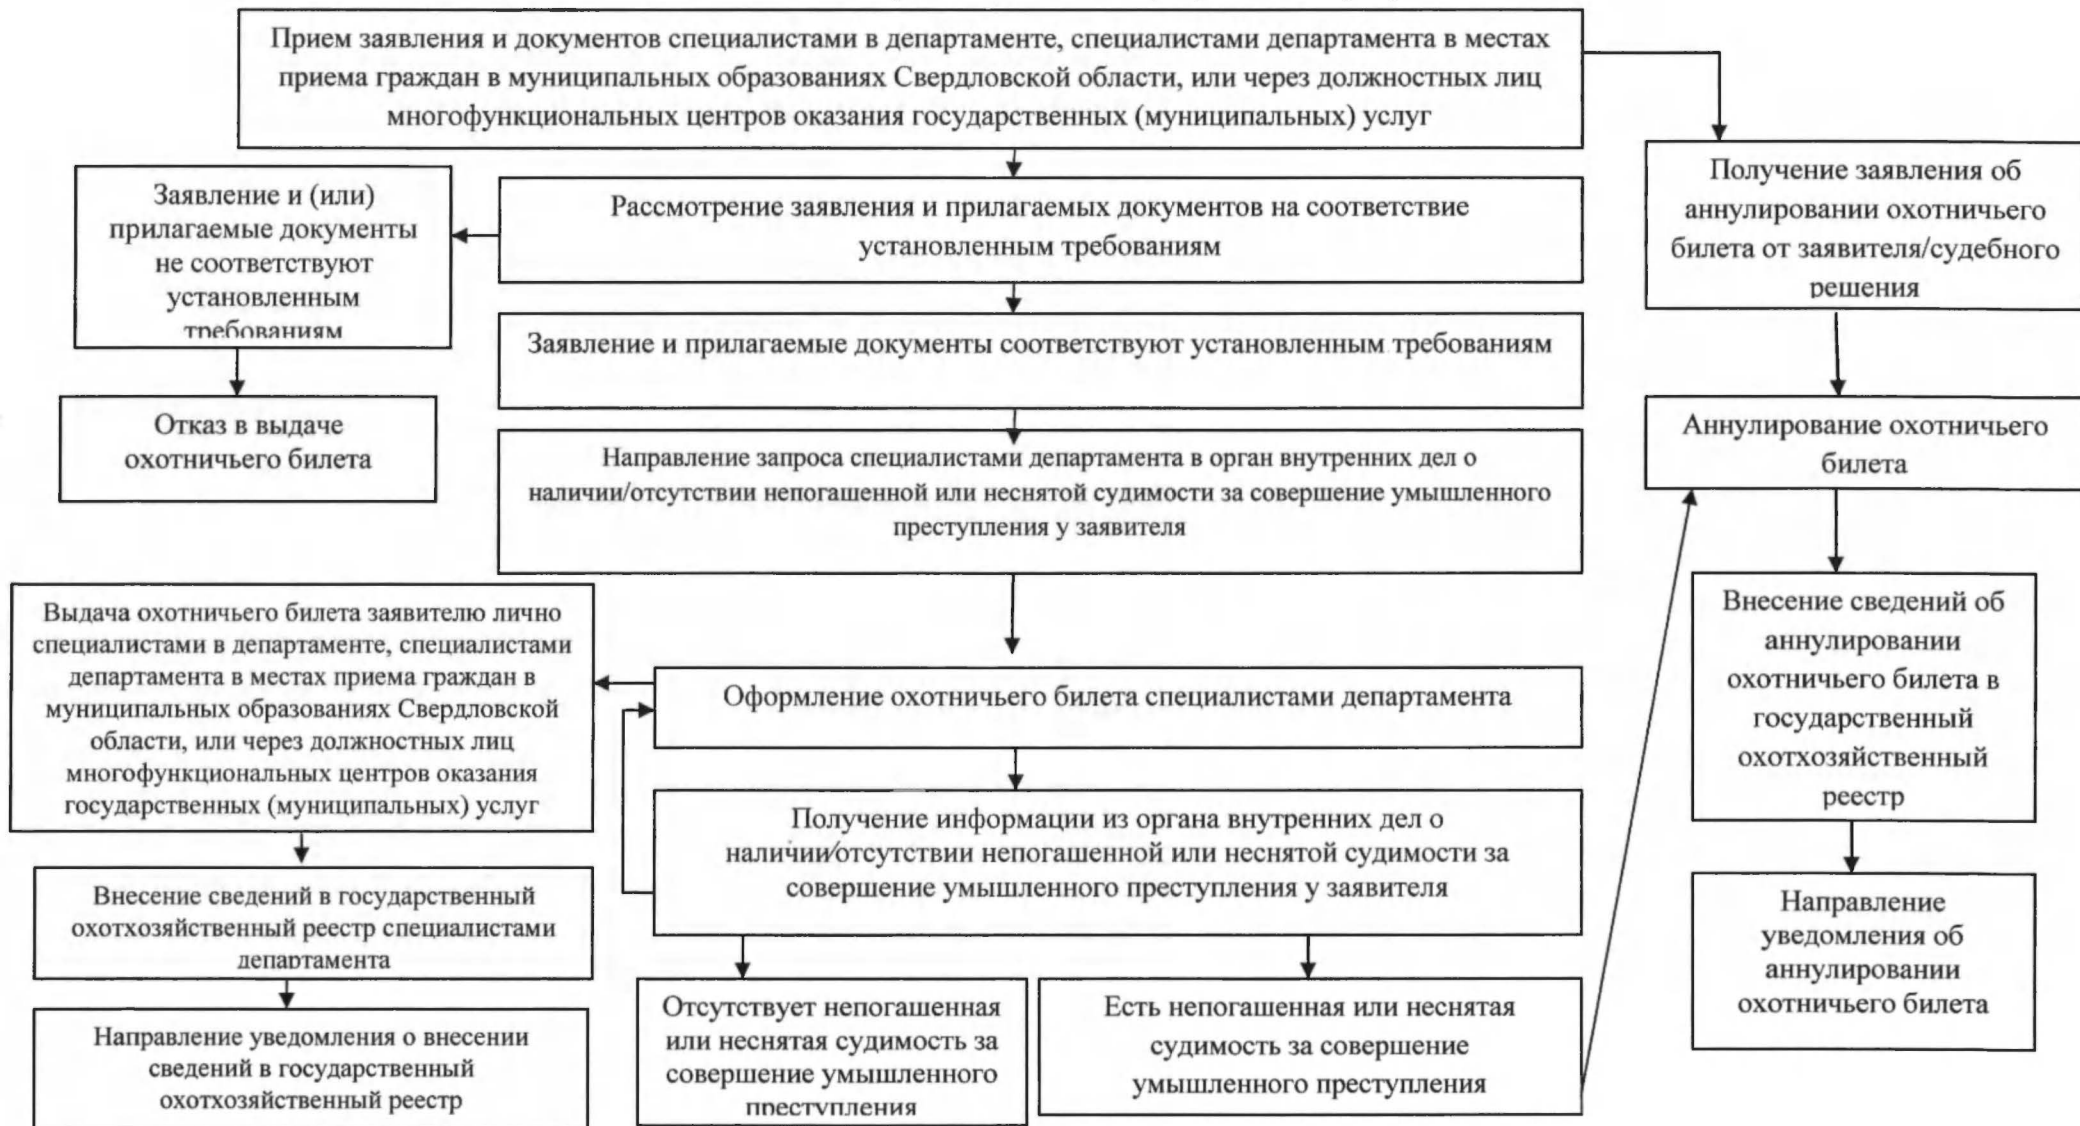 Прием заявления и документов специалистами в департаменте, специалистами департамента в местах
приема граждан в муниципальных образованиях Свердловской области, или через должностных лиц
многофункциональных центров оказания государственных (муниципальных) услуг
Заявление и (или)
прилагаемые документы
не соответствуют
установленным
требованиям
Рассмотрение заявления и прилагаемых документов на соответствие
установленным требованиям
Получение заявления об
аннулировании охотничьего
билета от заявителя/судебного
решения
Заявление и прилагаемые документы соответствуют установленным требованиям
Отказ в выдаче
охотничьего билета
Аннулирование охотничьего
билета
Направление запроса специалистами департамента в орган внутренних дел о
наличии/отсутствии непогашенной или неснятой судимости за совершение умышленного
преступления у заявителя
Выдача охотничьего билета заявителю лично
специалистами в департаменте, специалистами
департамента в местах приема граждан в
муниципальных образованиях Свердловской
области, или через должностных лиц
многофункциональных центров оказания
государственных (муниципальных) услуг
Оформление охотничьего билета специалистами департамента
Внесение сведений об
аннулировании
охотничьего билета в
государственный
охотхозяйственный
реестр
Получение информации из органа внутренних дел о
наличии/отсутствии непогашенной или неснятой судимости за
совершение умышленного преступления у заявителя
Внесение сведений в государственный
охотхозяйственный реестр специалистами
департамента
Направление
уведомления об
аннулировании
охотничьего билета
Отсутствует непогашенная
или неснятая судимость за
совершение умышленного
преступления
Есть непогашенная или неснятая
судимость за совершение
умышленного преступления
Направление уведомления о внесении
сведений в государственный
охотхозяйственный реестр